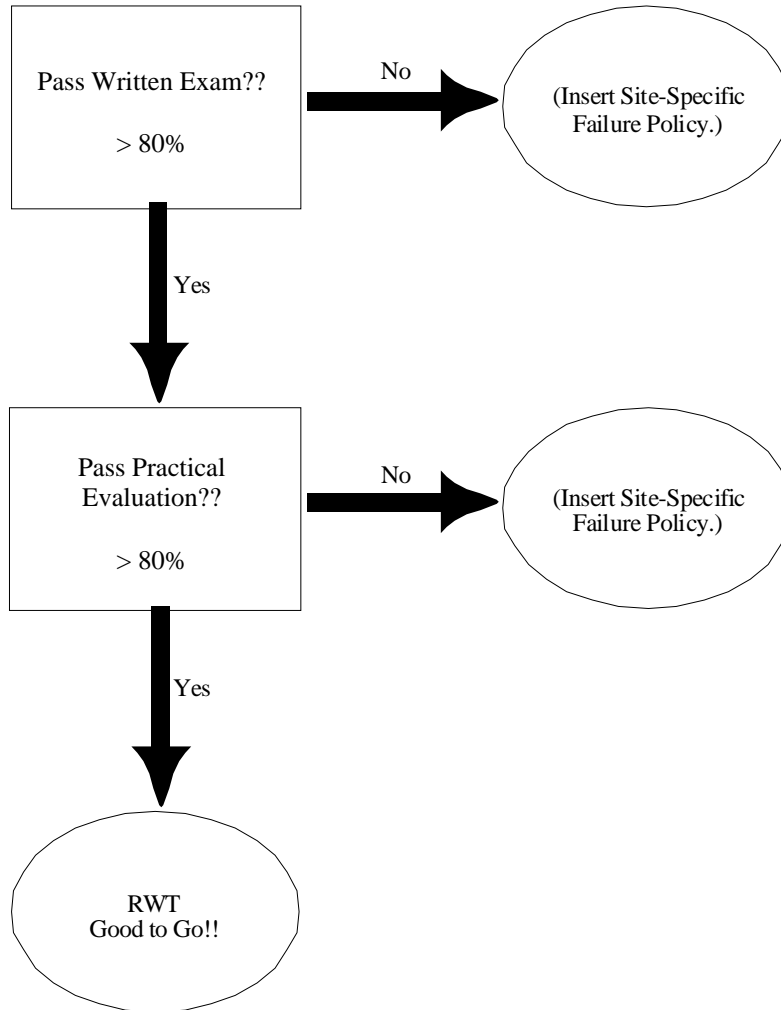 Pass Written Exam??
> 80%
No
(Insert Site-Specific
Failure Policy.)
Yes
Pass Practical
Evaluation??
> 80%
No
(Insert Site-Specific
Failure Policy.)
Yes
RWT
Good to Go!!